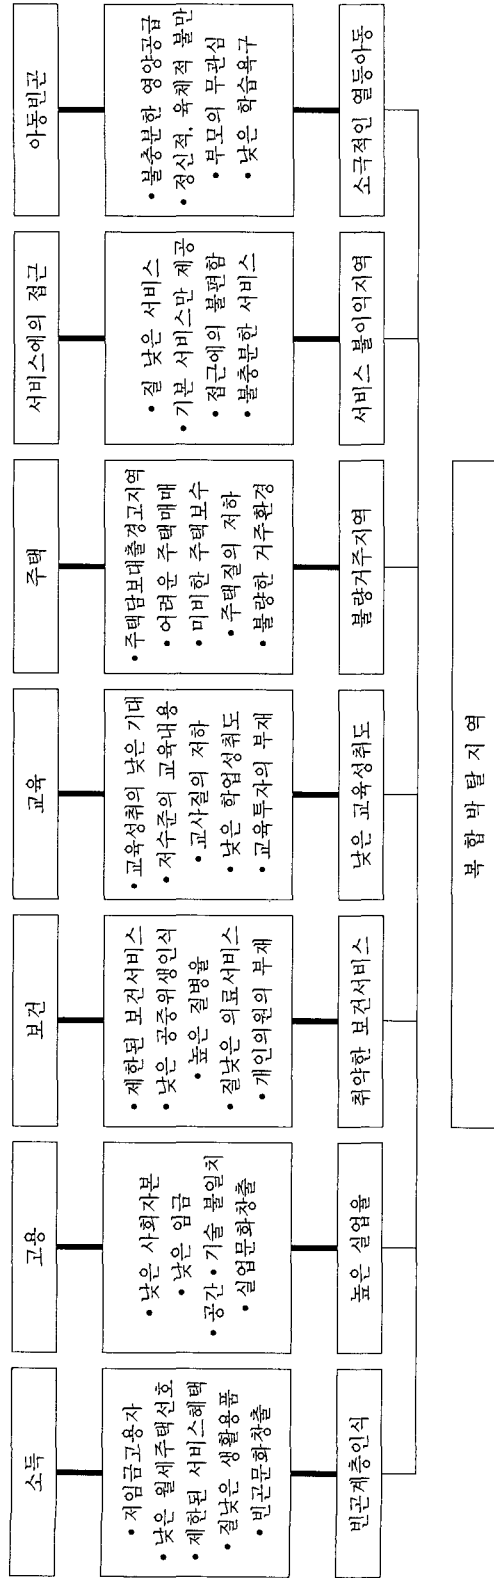 소득
• 저임금고용자
• 낮은 월세주택선호
• 제한된 서비스혜택
• 질낮은 생활용품
• 빈곤문화창출
빈곤계층인식
고용
• 낮은 사회자본
• 낮은 임금
• 공간 • 기술 불일치
• 실업문화창출
높은 실업율
보건
• 제한된 보건서비스
• 낮은 공중위생인식
• 높은 질병율
• 질낮은 의료서비스
• 개인의원의 부재
취약한 보건서비스
교육
• 교육성취의 낮은 기대
• 저수준의 교육내용
• 교사질의 저하
• 낮은 학업성취도
• 교육투자의 부재
낮은 교육성취도
주택
• 주택담보대출경고지역
• 어려운 주택매매
• 미비한 주택보수
• 주택질의 저하
• 불량한 거주환경
불량거주지역
서비스에의 접근
• 질 낮은 서비스
• 기본 서비스만 제공
• 접근에의 불편함
• 불충분한 서비스
서비스 불이익지역
아동빈곤
• 불충분한 영양공급
• 정신적, 육체적 불만
• 부모의 무관심
• 낮은 학습욕구
소극적인 열등아동
복합박탈지역